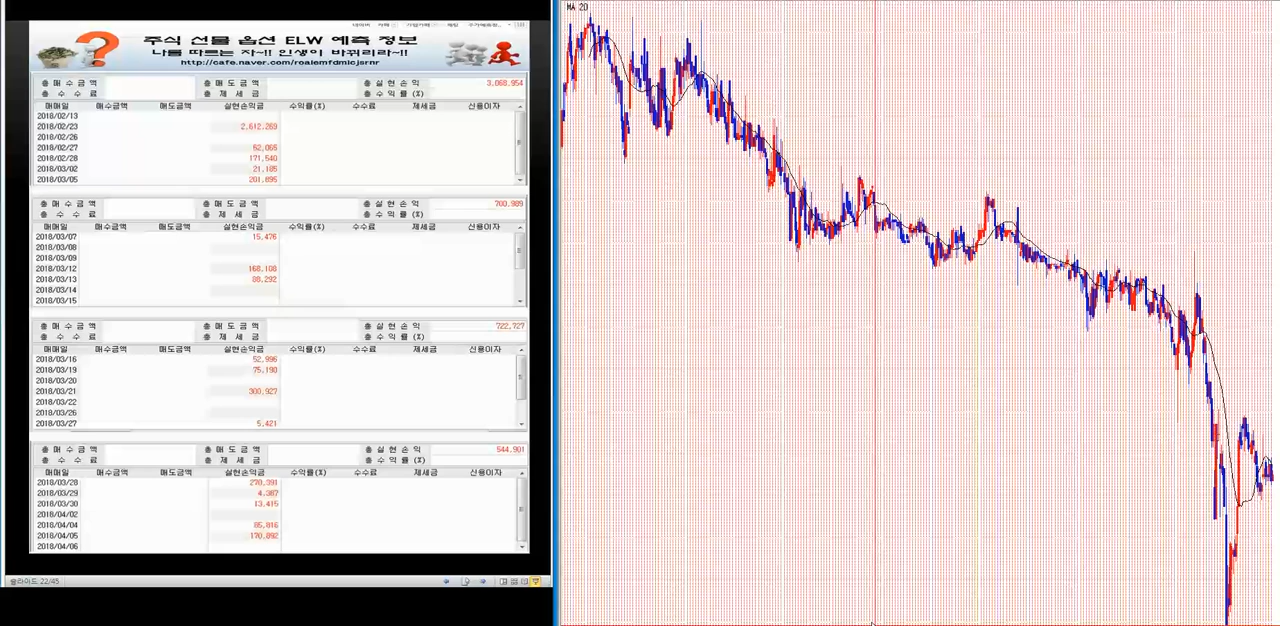 주식 선물 옵션 ELW 예측 정보
나를 따르는 자~!! 인생이 바뀌리라~!!
http://cafe.naver.com/roalemfdmlojsrnr
총 매 수 금 액 총 매 도 금 액 총 실 현 손 익 3,068,954
총 수 수 료 총 제 세 금 총 수 익 률 (%)
매매일 매수금액 매도금액 실현손익금 수익률(%) 수수료 제세금 신용이자
2018/02/13
2018/02/23 2,612,269
2018/02/26
2018/02/27 62,065
2018/02/28 171,540
2018/03/02 21,185
2018/03/05 201,895
총 매 수 금 액 총 매 도 금 액 총 실 현 손 익 700,989
총 수 수 료 총 제 세 금 총 수 익 률 (%)
매매일 매수금액 매도금액 실현손익금 수익률(%) 수수료 제세금 신용이자
2018/03/07 15,476
2018/03/08
2018/03/09
2018/03/12 168,108
2018/03/13 88,292
2018/03/14
2018/03/15
총 매 수 금 액 총 매 도 금 액 총 실 현 손 익 722,727
총 수 수 료 총 제 세 금 총 수 익 률 (%)
매매일 매수금액 매도금액 실현손익금 수익률(%) 수수료 제세금 신용이자
2018/03/16 52,996
2018/03/19 75,190
2018/03/20
2018/03/21 300,927
2018/03/22
2018/03/26
2018/03/27 5,421
총 매 수 금 액 총 매 도 금 액 총 실 현 손 익 544,901
총 수 수 료 총 제 세 금 총 수 익 률 (%)
매매일 매수금액 매도금액 실현손익금 수익률(%) 수수료 제세금 신용이자
2018/03/28 270,391
2018/03/29 4,387
2018/03/30 13,415
2018/04/02
2018/04/04 85,816
2018/04/05 170,892
2018/04/06
슬라이드 22/45
MA 20